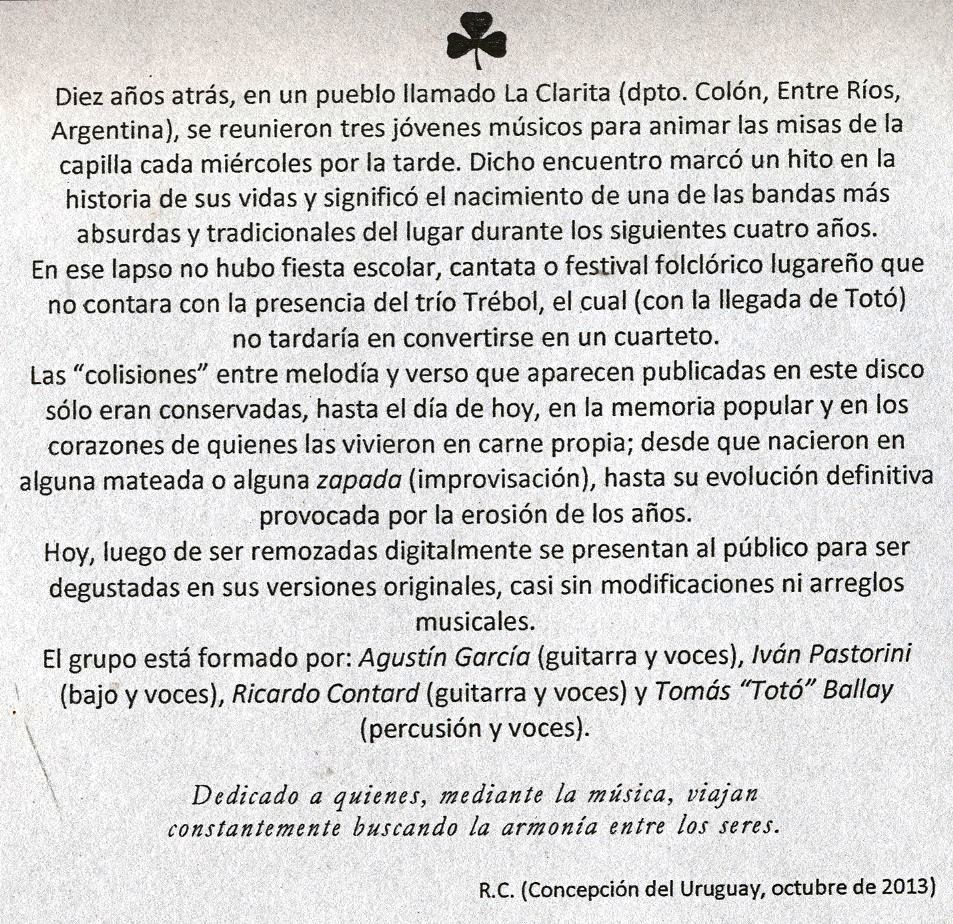 Diez años atrás, en un pueblo llamado La Clarita (dpto. Colón, Entre Ríos,
Argentina), se reunieron tres jóvenes músicos para animar las misas de la
capilla cada miércoles por la tarde. Dicho encuentro marcó un hito en la
historia de sus vidas y significó el nacimiento de una de las bandas más
absurdas y tradicionales del lugar durante los siguientes cuatro años.
En ese lapso no hubo fiesta escolar, cantata o festival folclórico lugareño que
no contara con la presencia del trío Trébol, el cual (con la llegada de Totó)
no tardaría en convertirse en un cuarteto.
Las “colisiones” entre melodía y verso que aparecen publicadas en este disco
sólo eran conservadas, hasta el día de hoy, en la memoria popular y en los
corazones de quienes las vivieron en carne propia; desde que nacieron en
alguna mateada o alguna zapada (improvisación), hasta su evolución definitiva
provocada por la erosión de los años.
Hoy, luego de ser remozadas digitalmente se presentan al público para ser
degustadas en sus versiones originales, casi sin modificaciones ni arreglos
musicales.
El grupo está formado por: Agustín García (guitarra y voces), Iván Pastorini
(bajo y voces), Ricardo Contard (guitarra y voces) y Tomás “Totó” Ballay
(percusión y voces).
Dedicado a quienes, mediante la música, viajan
constantemente buscando la armonía entre los seres.
R.C. (Concepción del Uruguay, octubre de 2013)